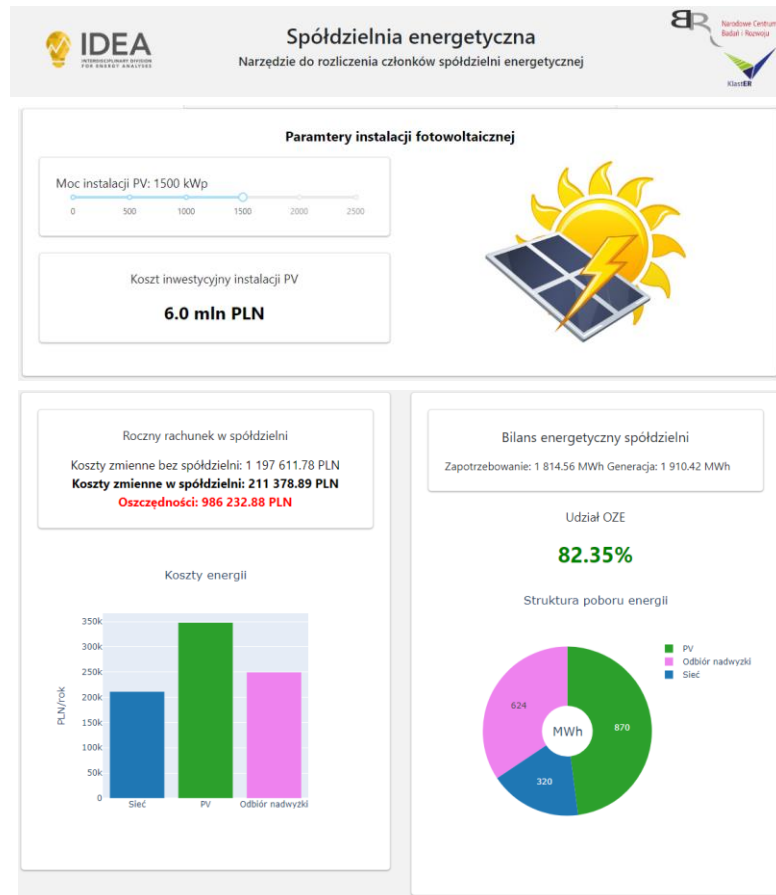 IDEA
INTERDISCIPLINARY DIVISION
FOR ENERGY ANALYSES
Spółdzielnia energetyczna
Narzędzie do rozliczenia członków spółdzielni energetycznej
BR
Narodowe Centrum
Badań i Rozwoju
KlastER
Paramtery instalacji fotowoltaicznej
Moc instalacji PV: 1500 kWp
0 500 1000 1500 2000 2500
Koszt inwestycyjny instalacji PV
6.0 mln PLN
Roczny rachunek w spółdzielni
Koszty zmienne bez spółdzielni: 1 197 611.78 PLN
Koszty zmienne w spółdzielni: 211 378.89 PLN
Oszczędności: 986 232.88 PLN
Koszty energii
PLN/rok
350k
300k
250k
200k
150k
100k
50k
0
Sieć PV Odbiór nadwyzki
Bilans energetyczny spółdzielni
Zapotrzebowanie: 1 814.56 MWh Generacja: 1 910.42 MWh
Udział OZE
82.35%
Struktura poboru energii
PV
Odbiór nadwyzki
Sieć
624
MWh
870
320